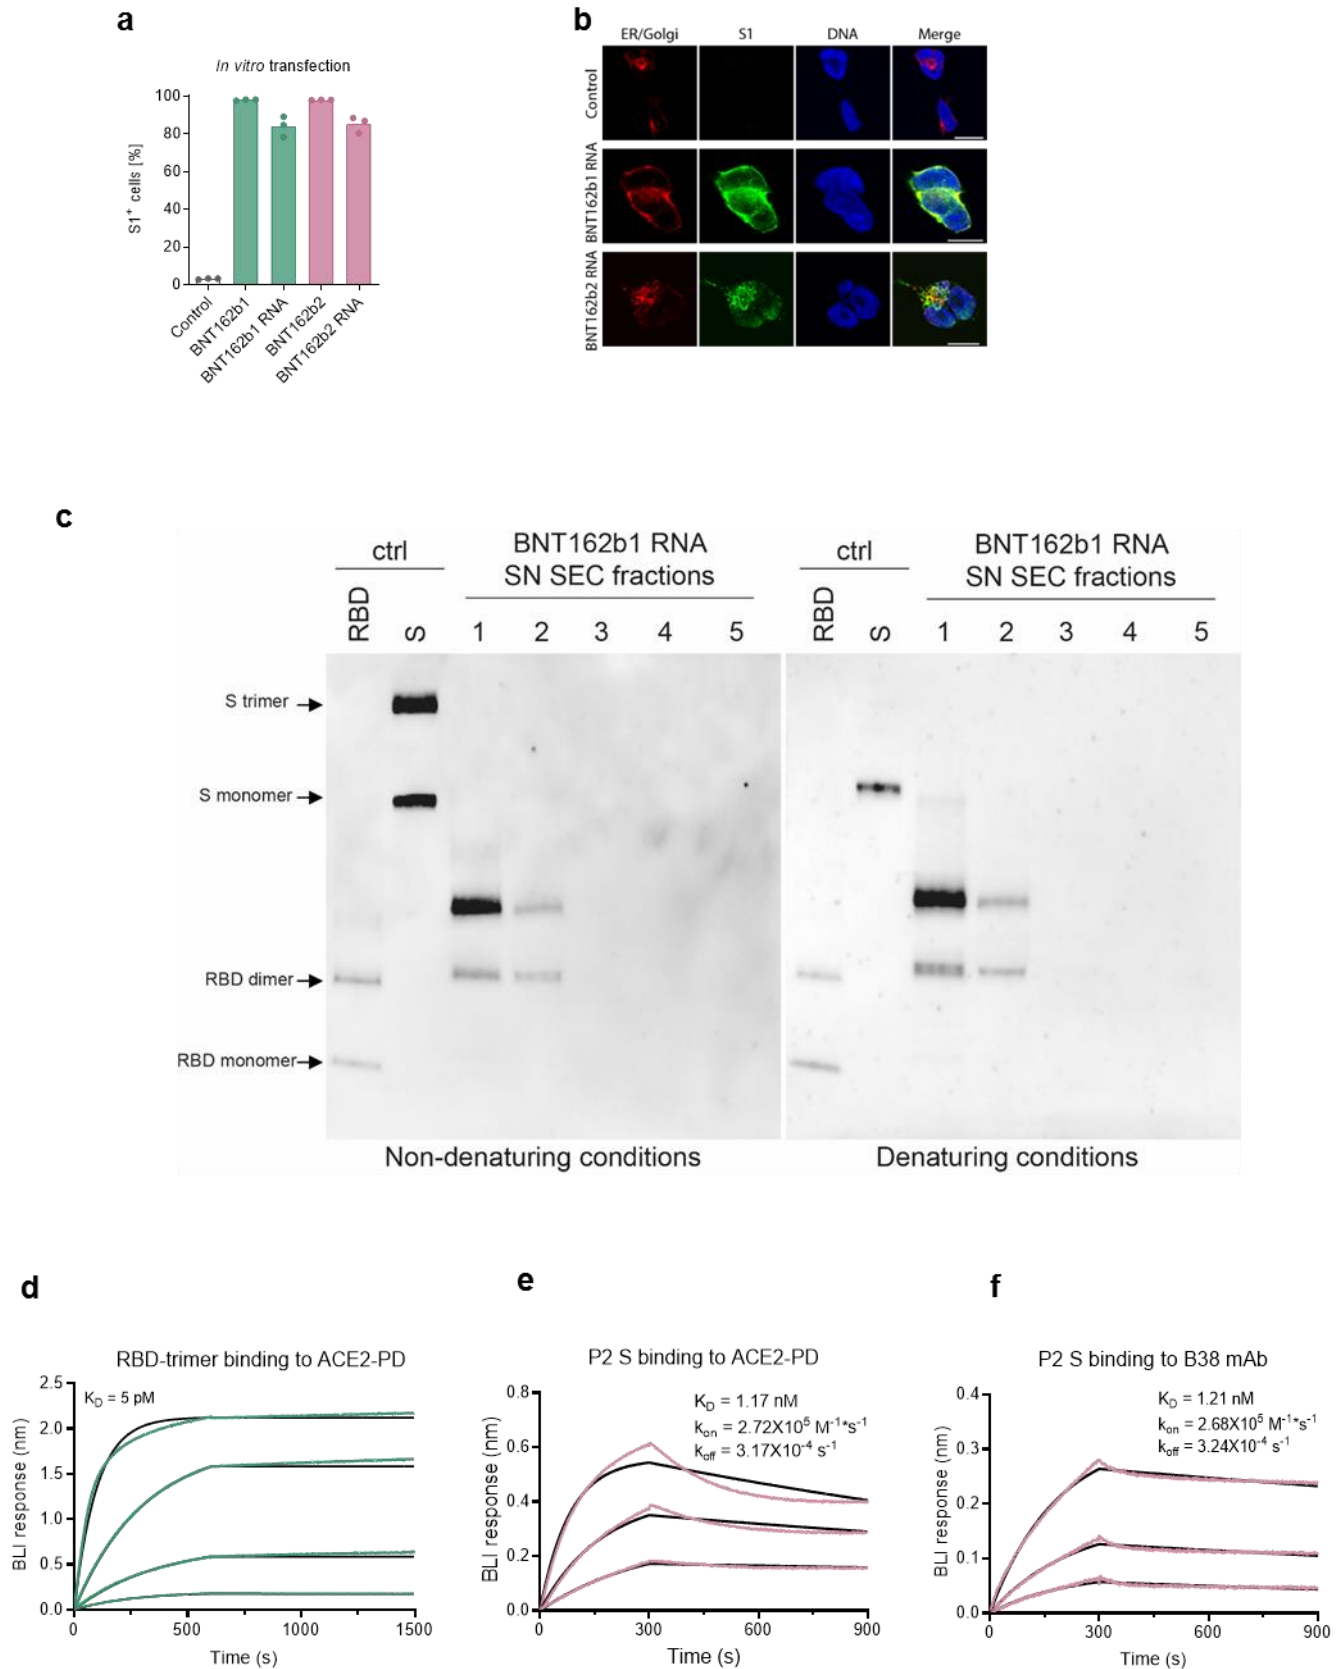 a
In vitro transfection
S1+ cells [%]
100
80
60
40
20
0
Control
BNT162b1
BNT162b1 RNA
BNT162b2
BNT162b2 RNA
b
ER/Golgi S1 DNA Merge
Control
BNT162b1 RNA
BNT162b2 RNA
c
ctrl
BNT162b1 RNA
SN SEC fractions
RBD S 1 2 3 4 5
ctrl
BNT162b1 RNA
SN SEC fractions
RBD S 1 2 3 4 5
S trimer
S monomer
RBD dimer
RBD monomer
Non-denaturing conditions
Denaturing conditions
d
RBD-trimer binding to ACE2-PD
KD = 5 pM
BLI response (nm)
2.5
2.0
1.5
1.0
0.5
0.0
0 500 1000 1500
Time (s)
e
P2 S binding to ACE2-PD
KD = 1.17 nM
kon = 2.72X10⁵ M⁻¹*s⁻¹
koff = 3.17X10⁻⁴ s⁻¹
BLI response (nm)
0.8
0.6
0.4
0.2
0.0
0 300 600 900
Time (s)
f
P2 S binding to B38 mAb
KD = 1.21 nM
kon = 2.68X10⁵ M⁻¹*s⁻¹
koff = 3.24X10⁻⁴ s⁻¹
BLI response (nm)
0.4
0.3
0.2
0.1
0.0
0 300 600 900
Time (s)